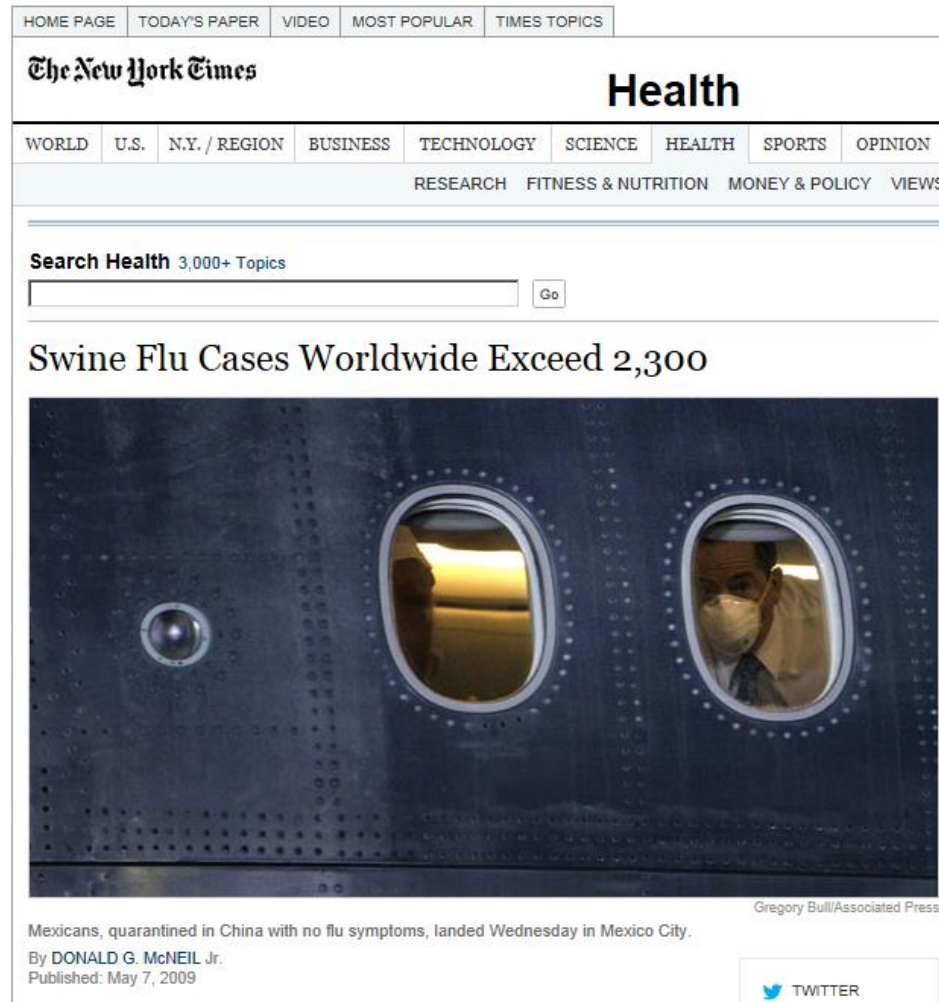 HOME PAGE TODAY'S PAPER VIDEO MOST POPULAR TIMES TOPICS
The New York Times
Health
WORLD U.S. N.Y. / REGION BUSINESS TECHNOLOGY SCIENCE HEALTH SPORTS OPINION
RESEARCH FITNESS & NUTRITION MONEY & POLICY VIEWS
Search Health 3,000+ Topics
Go
Swine Flu Cases Worldwide Exceed 2,300
Gregory Bull/Associated Press
Mexicans, quarantined in China with no flu symptoms, landed Wednesday in Mexico City.
By DONALD G. McNEIL Jr.
Published: May 7, 2009
TWITTER